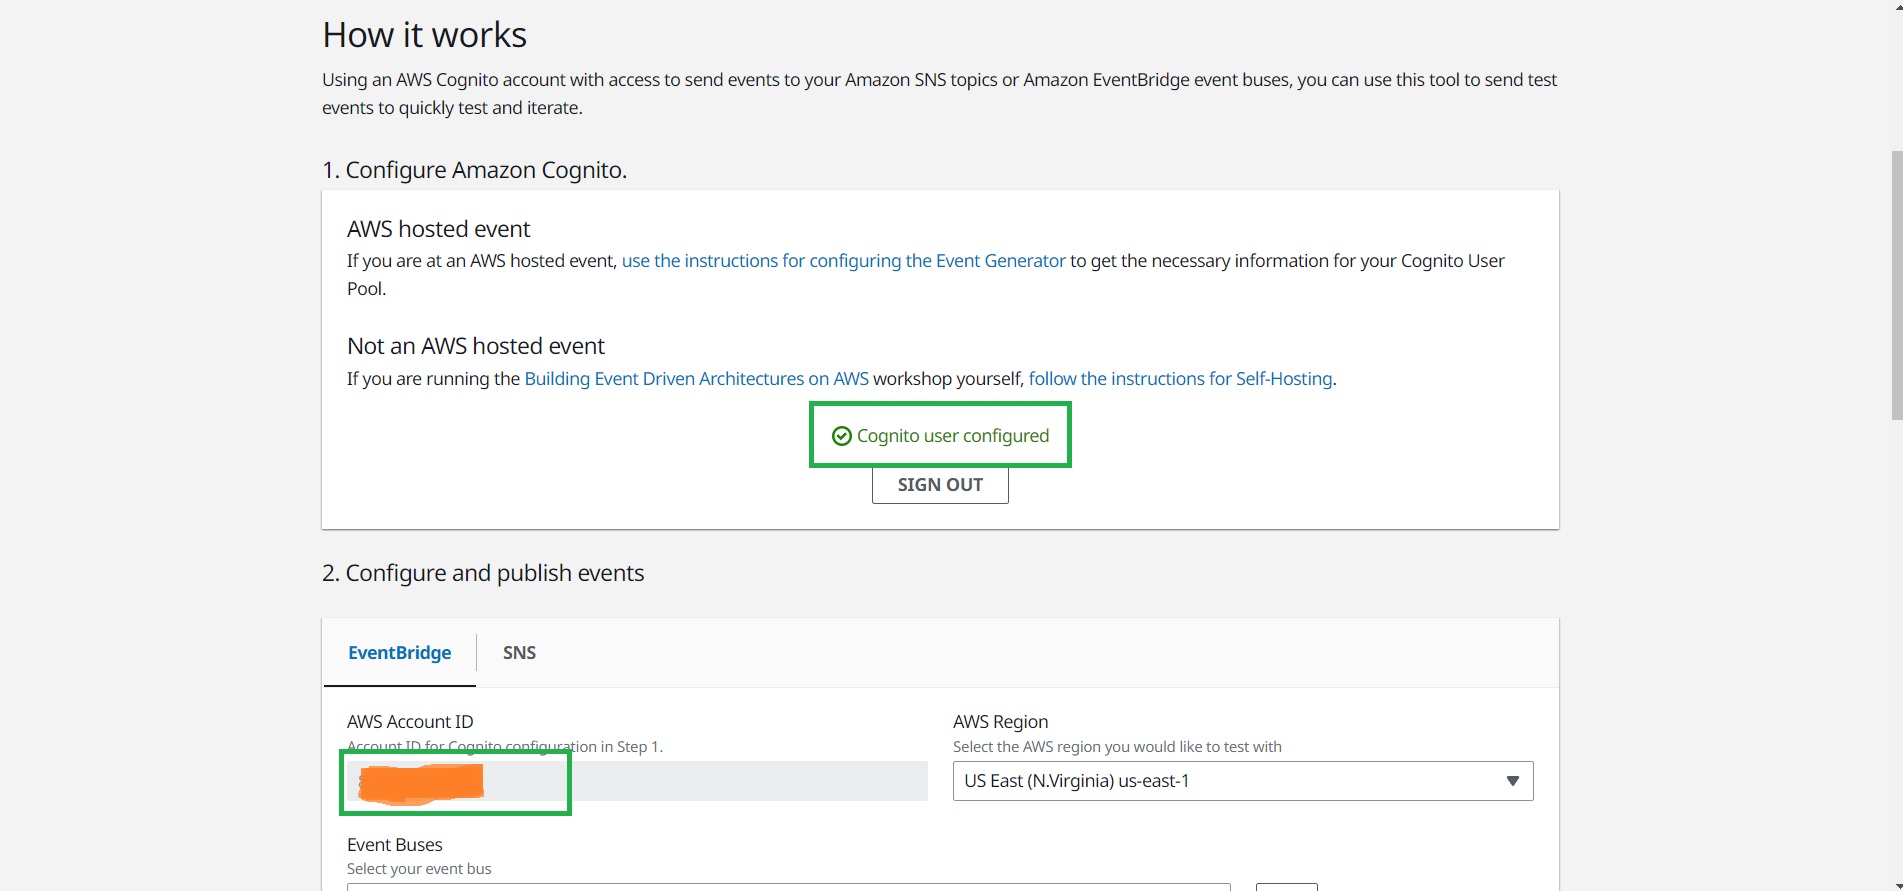 How it works
Using an AWS Cognito account with access to send events to your Amazon SNS topics or Amazon EventBridge event buses, you can use this tool to send test
events to quickly test and iterate.
1. Configure Amazon Cognito.
AWS hosted event
If you are at an AWS hosted event, use the instructions for configuring the Event Generator to get the necessary information for your Cognito User
Pool.
Not an AWS hosted event
If you are running the Building Event Driven Architectures on AWS workshop yourself, follow the instructions for Self-Hosting.
Cognito user configured
SIGN OUT
2. Configure and publish events
EventBridge
SNS
AWS Account ID
Account ID for Cognito configuration in Step 1.
AWS Region
Select the AWS region you would like to test with
US East (N.Virginia) us-east-1
Event Buses
Select your event bus